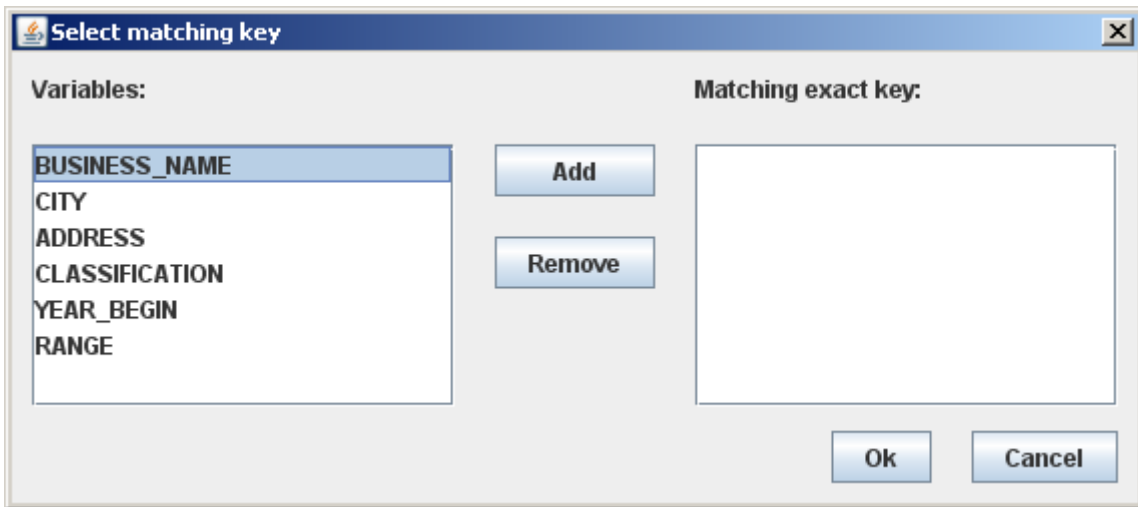 Select matching key
Variables:
Matching exact key:
BUSINESS_NAME
CITY
ADDRESS
CLASSIFICATION
YEAR_BEGIN
RANGE
Add
Remove
Ok
Cancel